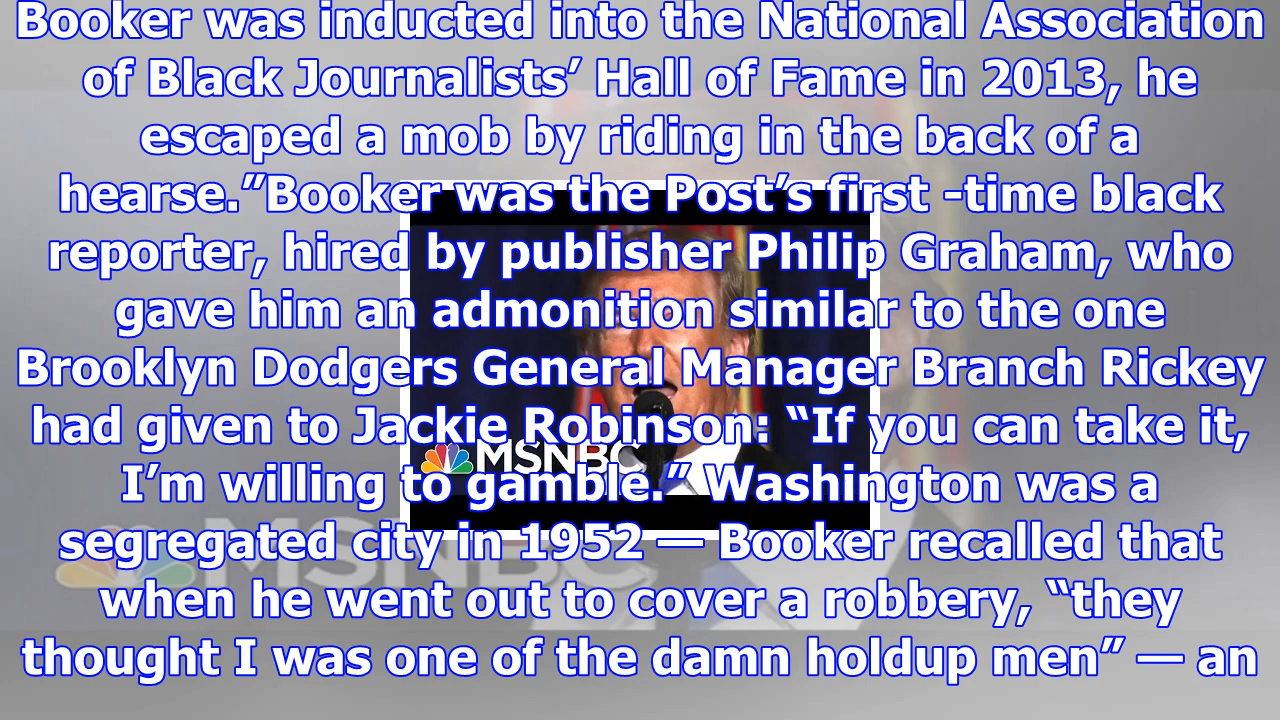 Booker was inducted into the National Association
of Black Journalists’ Hall of Fame in 2013, he
escaped a mob by riding in the back of a
hearse.”Booker was the Post’s first -time black
reporter, hired by publisher Philip Graham, who
gave him an admonition similar to the one
Brooklyn Dodgers General Manager Branch Rickey
had given to Jackie Robinson: “If you can take it,
MSNBC
I’m willing to gamble.” Washington was a
segregated city in 1952 — Booker recalled that
MSNBC
when he went out to cover a robbery, “they
thought I was one of the damn holdup men” — an